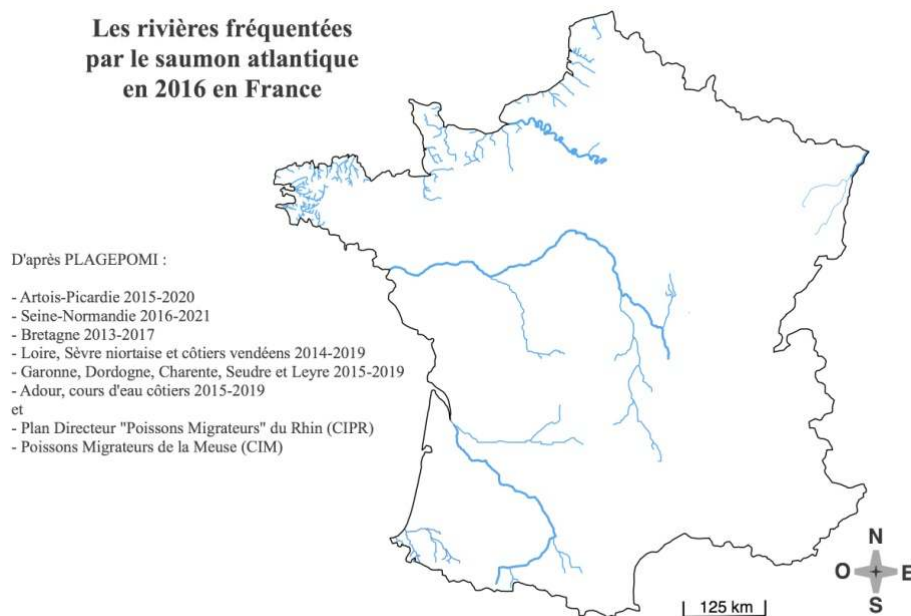 Les rivières fréquentées
par le saumon atlantique
en 2016 en France
D'après PLAGEPOMI :
- Artois-Picardie 2015-2020
- Seine-Normandie 2016-2021
- Bretagne 2013-2017
- Loire, Sèvre niortaise et côtiers vendéens 2014-2019
- Garonne, Dordogne, Charente, Seudre et Leyre 2015-2019
- Adour, cours d'eau côtiers 2015-2019
et
- Plan Directeur "Poissons Migrateurs" du Rhin (CIPR)
- Poissons Migrateurs de la Meuse (CIM)
N
O E
S
125 km